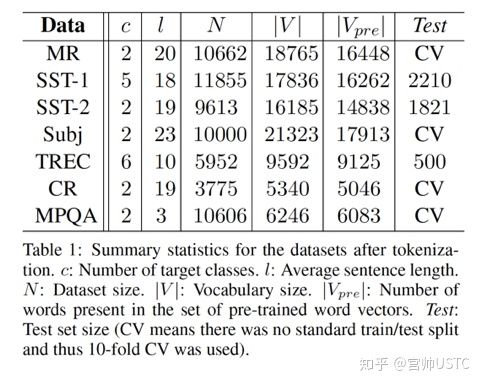 Data c l N |V| |Vpre| Test
MR 2 20 10662 18765 16448 CV
SST-1 5 18 11855 17836 16262 2210
SST-2 2 19 9613 16185 14838 1821
Subj 2 23 10000 21323 17913 CV
TREC 6 10 5952 9592 9125 500
CR 2 19 3775 5340 5046 CV
MPQA 2 3 10606 6246 6083 CV
Table 1: Summary statistics for the datasets after tokeniza-
tion. c: Number of target classes. l: Average sentence length.
N: Dataset size. |V|: Vocabulary size. |Vpre|: Number of
words present in the set of pre-trained word vectors. Test:
Test set size (CV means there was no standard train/test split
and thus 10-fold CV was used).
知乎 @宫帅USTC